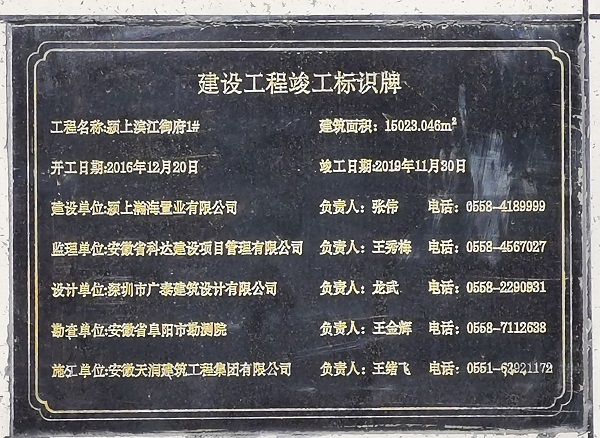 建设工程竣工标识牌
工程名称:颍上滨江御府1# 建筑面积：15023.046m²
开工日期:2016年12月20日 竣工日期:2019年11月30日
建设单位:颍上瀚海置业有限公司 负责人：张伟 电话：0558-4189999
监理单位:安徽省科达建设项目管理有限公司 负责人：王秀梅 电话：0558-4567027
设计单位:深圳市广泰建筑设计有限公司 负责人：龙武 电话：0558-2290931
勘查单位:安徽省阜阳市勘测院 负责人：王金辉 电话：0558-7112638
施工单位:安徽天润建筑工程集团有限公司 负责人：王绪飞 电话：0551-63921172